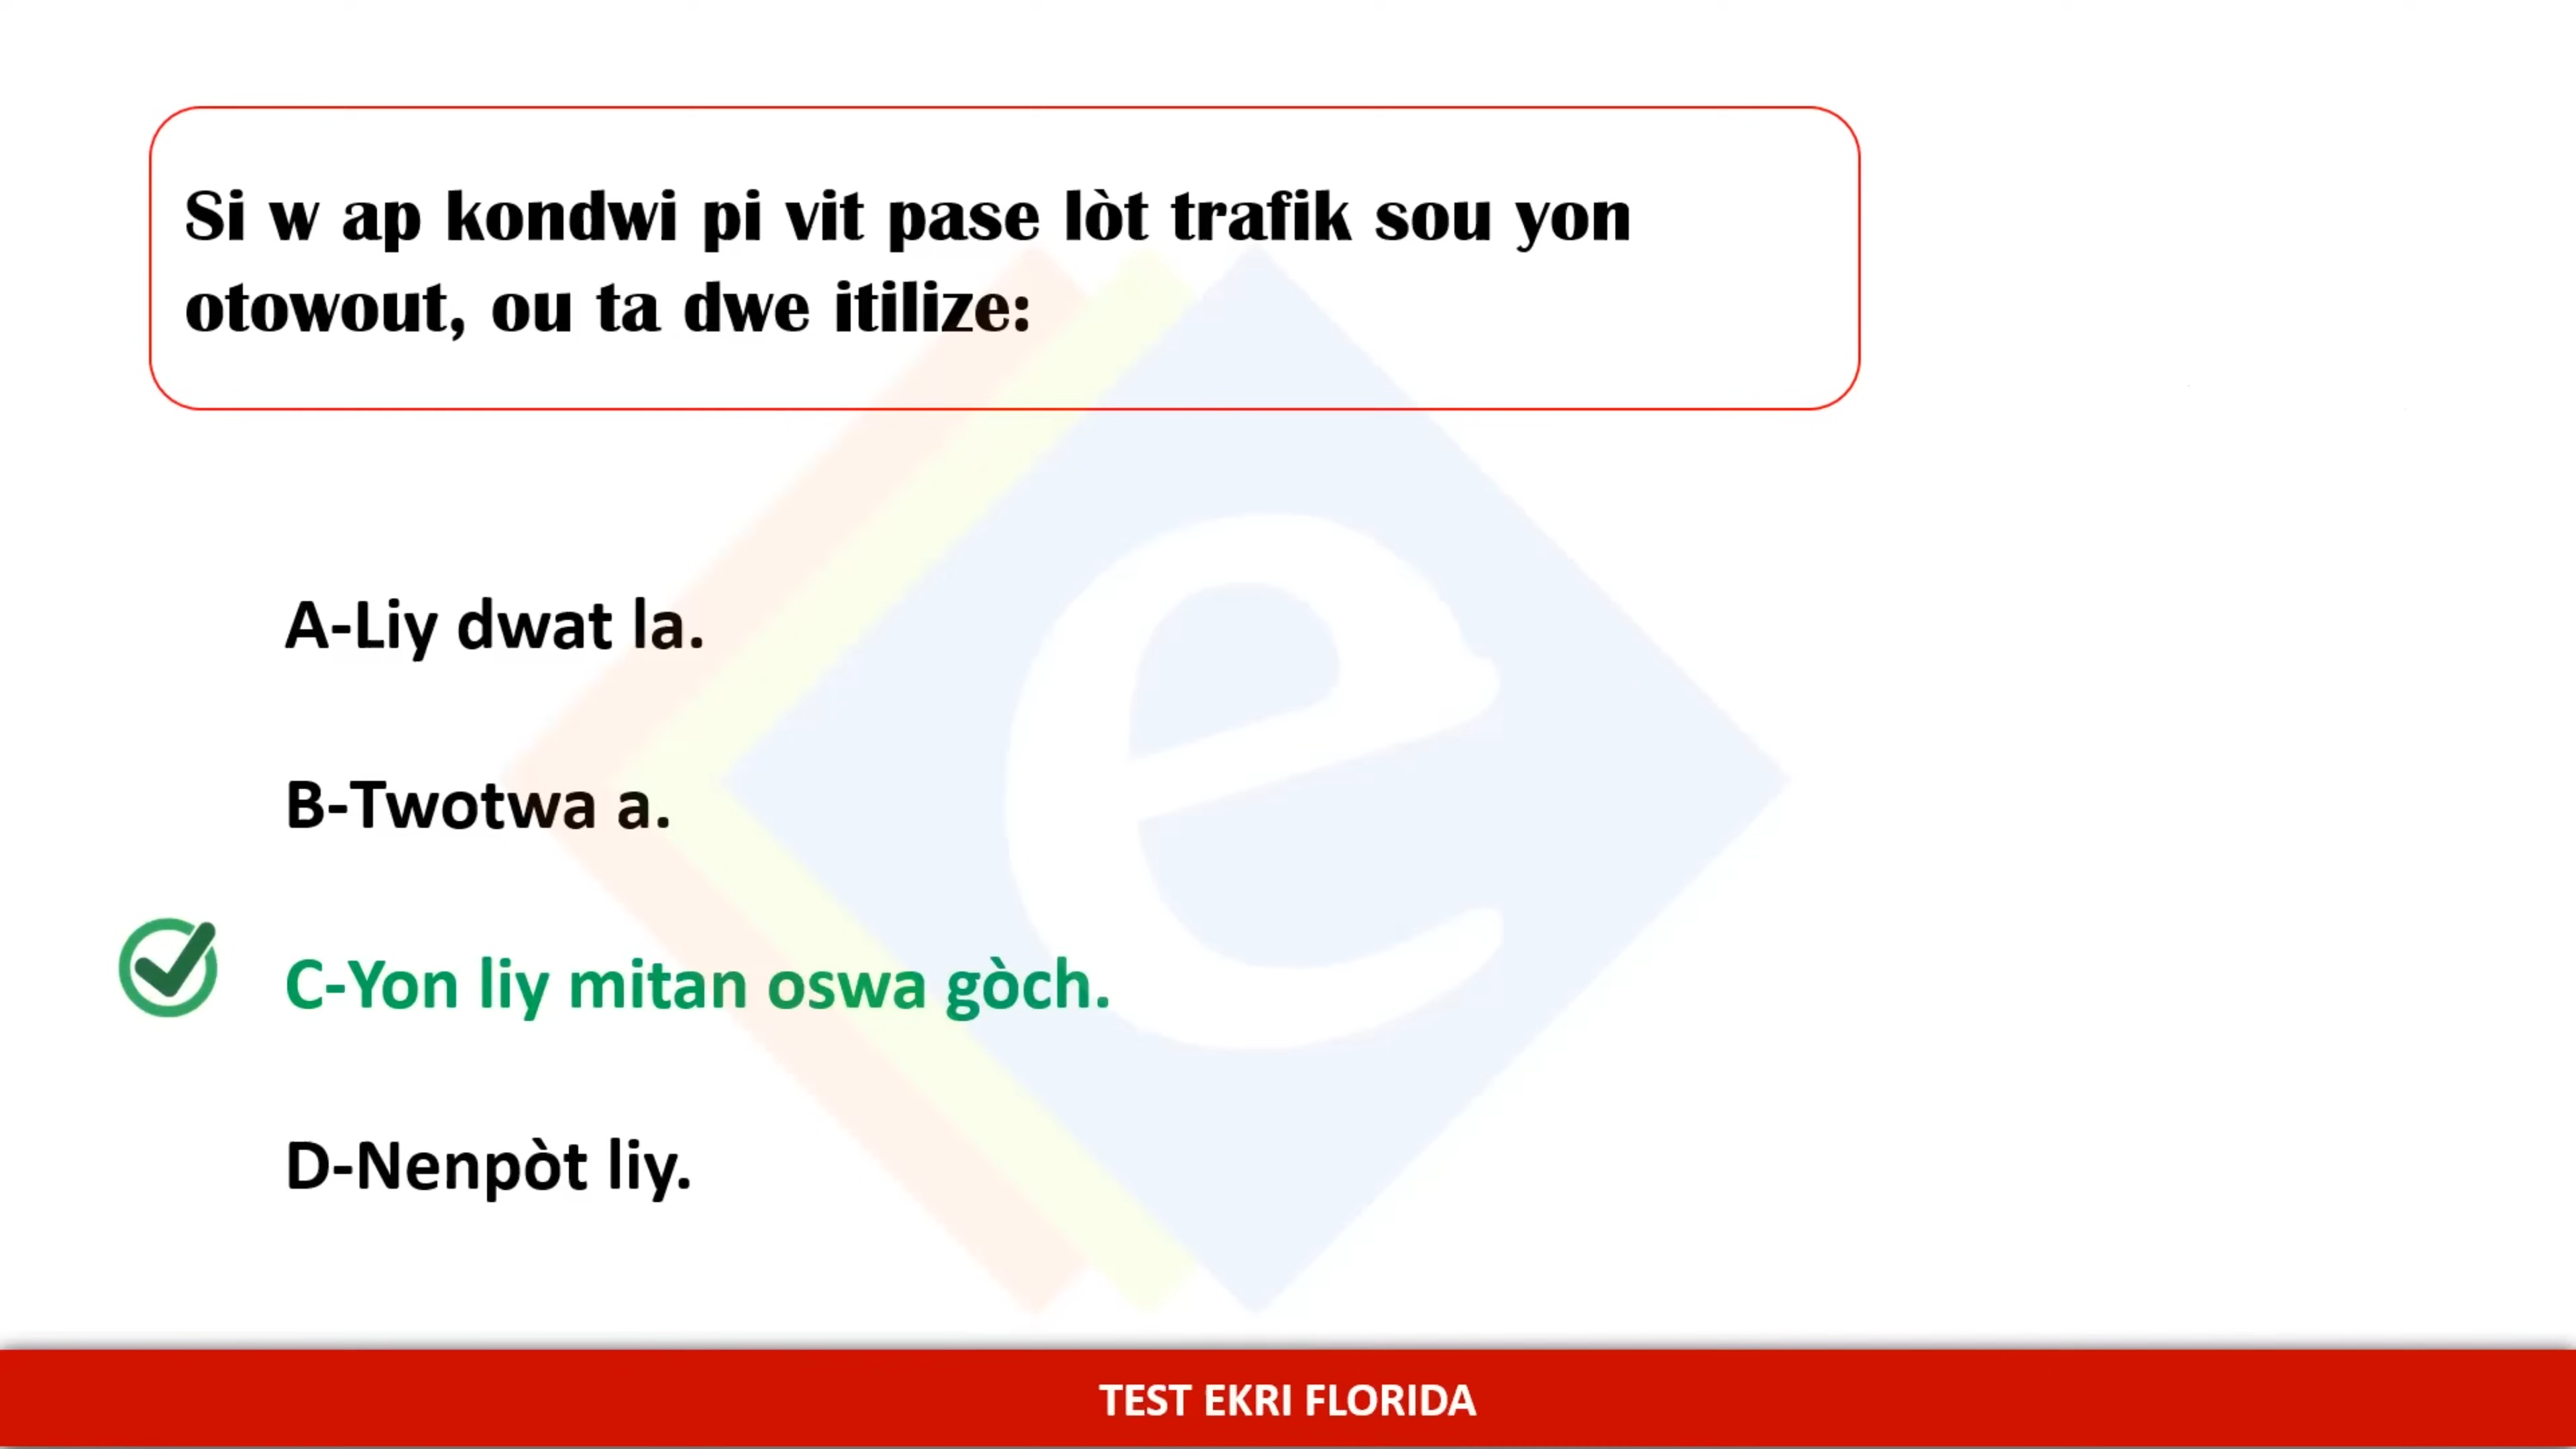 Si w ap kondwi pi vit pase lòt trafik sou yon
otowout, ou ta dwe itilize:
A-Liy dwat la.
B-Twotwa a.
C-Yon liy mitan oswa gòch.
D-Nenpòt liy.
e
TEST EKRI FLORIDA